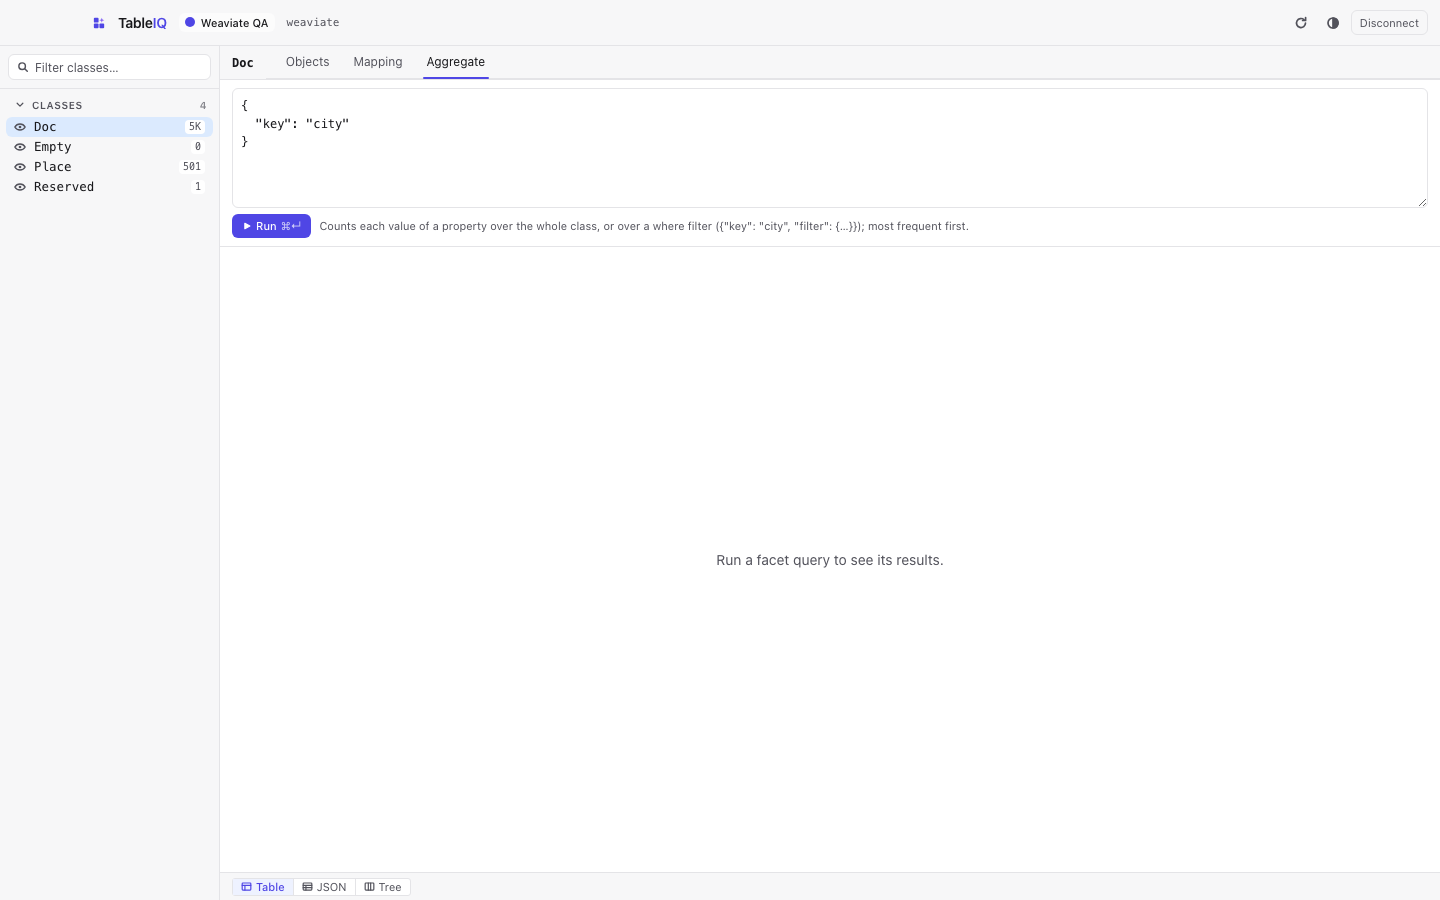 TableIQ
Weaviate QA
weaviate
Disconnect
Filter classes...
CLASSES 4
Doc 5K
Empty 0
Place 501
Reserved 1
Doc Objects Mapping Aggregate
{
"key": "city"
}
Run ⌘↵ Counts each value of a property over the whole class, or over a where filter ({"key": "city", "filter": {...}}); most frequent first.
Run a facet query to see its results.
Table JSON Tree